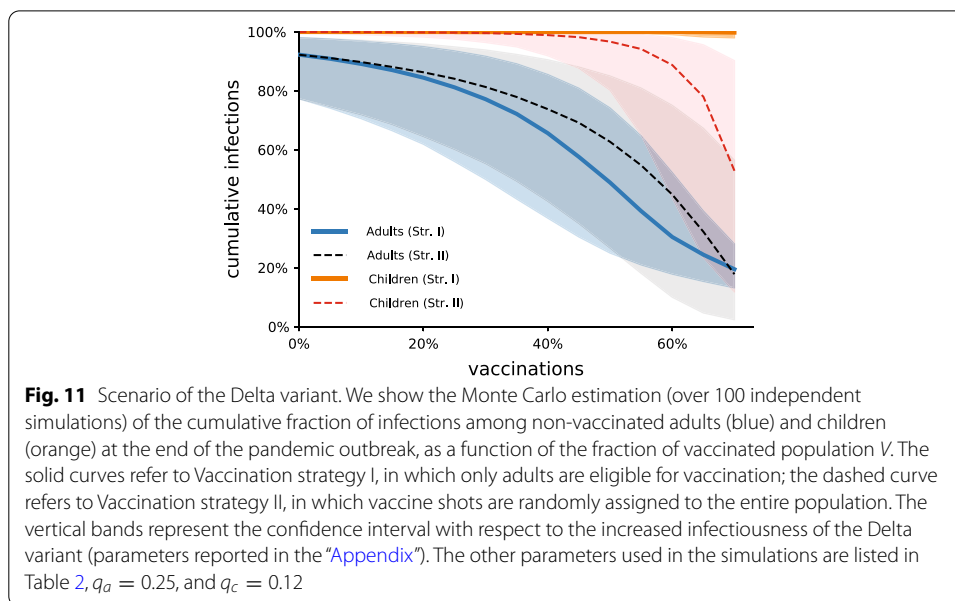 100%
80%
60%
40%
20%
0%
cumulative infections
Adults (Str. I)
Adults (Str. II)
Children (Str. I)
Children (Str. II)
0%
20%
40%
60%
vaccinations
Fig. 11 Scenario of the Delta variant. We show the Monte Carlo estimation (over 100 independent
simulations) of the cumulative fraction of infections among non-vaccinated adults (blue) and children
(orange) at the end of the pandemic outbreak, as a function of the fraction of vaccinated population V. The
solid curves refer to Vaccination strategy I, in which only adults are eligible for vaccination; the dashed curve
refers to Vaccination strategy II, in which vaccine shots are randomly assigned to the entire population. The
vertical bands represent the confidence interval with respect to the increased infectiousness of the Delta
variant (parameters reported in the “Appendix”). The other parameters used in the simulations are listed in
Table 2, qₐ = 0.25, and q_c = 0.12